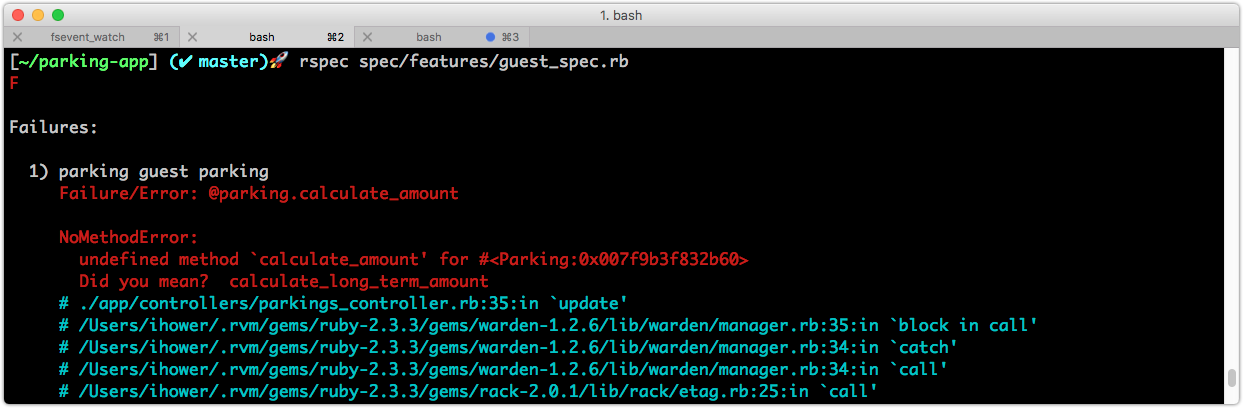 1. bash
fsevent_watch ⌘1 bash ⌘2 bash ⌘3
[~/parking-app] (✔ master)🚀 rspec spec/features/guest_spec.rb
F
Failures:
1) parking guest parking
Failure/Error: @parking.calculate_amount
NoMethodError:
undefined method `calculate_amount' for #<Parking:0x007f9b3f832b60>
Did you mean?  calculate_long_term_amount
# ./app/controllers/parkings_controller.rb:35:in `update'
# /Users/ihower/.rvm/gems/ruby-2.3.3/gems/warden-1.2.6/lib/warden/manager.rb:35:in `block in call'
# /Users/ihower/.rvm/gems/ruby-2.3.3/gems/warden-1.2.6/lib/warden/manager.rb:34:in `catch'
# /Users/ihower/.rvm/gems/ruby-2.3.3/gems/warden-1.2.6/lib/warden/manager.rb:34:in `call'
# /Users/ihower/.rvm/gems/ruby-2.3.3/gems/rack-2.0.1/lib/rack/etag.rb:25:in `call'